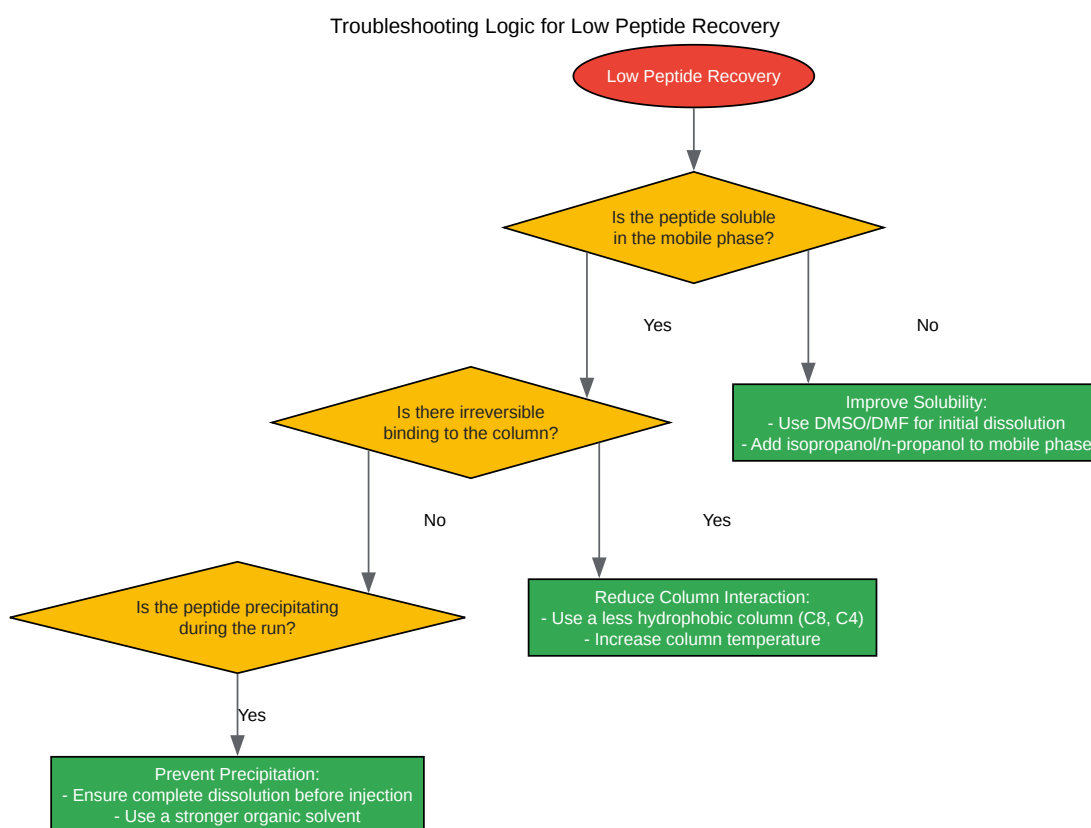 Troubleshooting Logic for Low Peptide Recovery
Low Peptide Recovery
Is the peptide soluble
in the mobile phase?
Yes
No
Is there irreversible
binding to the column?
Improve Solubility:
- Use DMSO/DMF for initial dissolution
- Add isopropanol/n-propanol to mobile phase
No
Yes
Is the peptide precipitating
during the run?
Reduce Column Interaction:
- Use a less hydrophobic column (C8, C4)
- Increase column temperature
Yes
Prevent Precipitation:
- Ensure complete dissolution before injection
- Use a stronger organic solvent